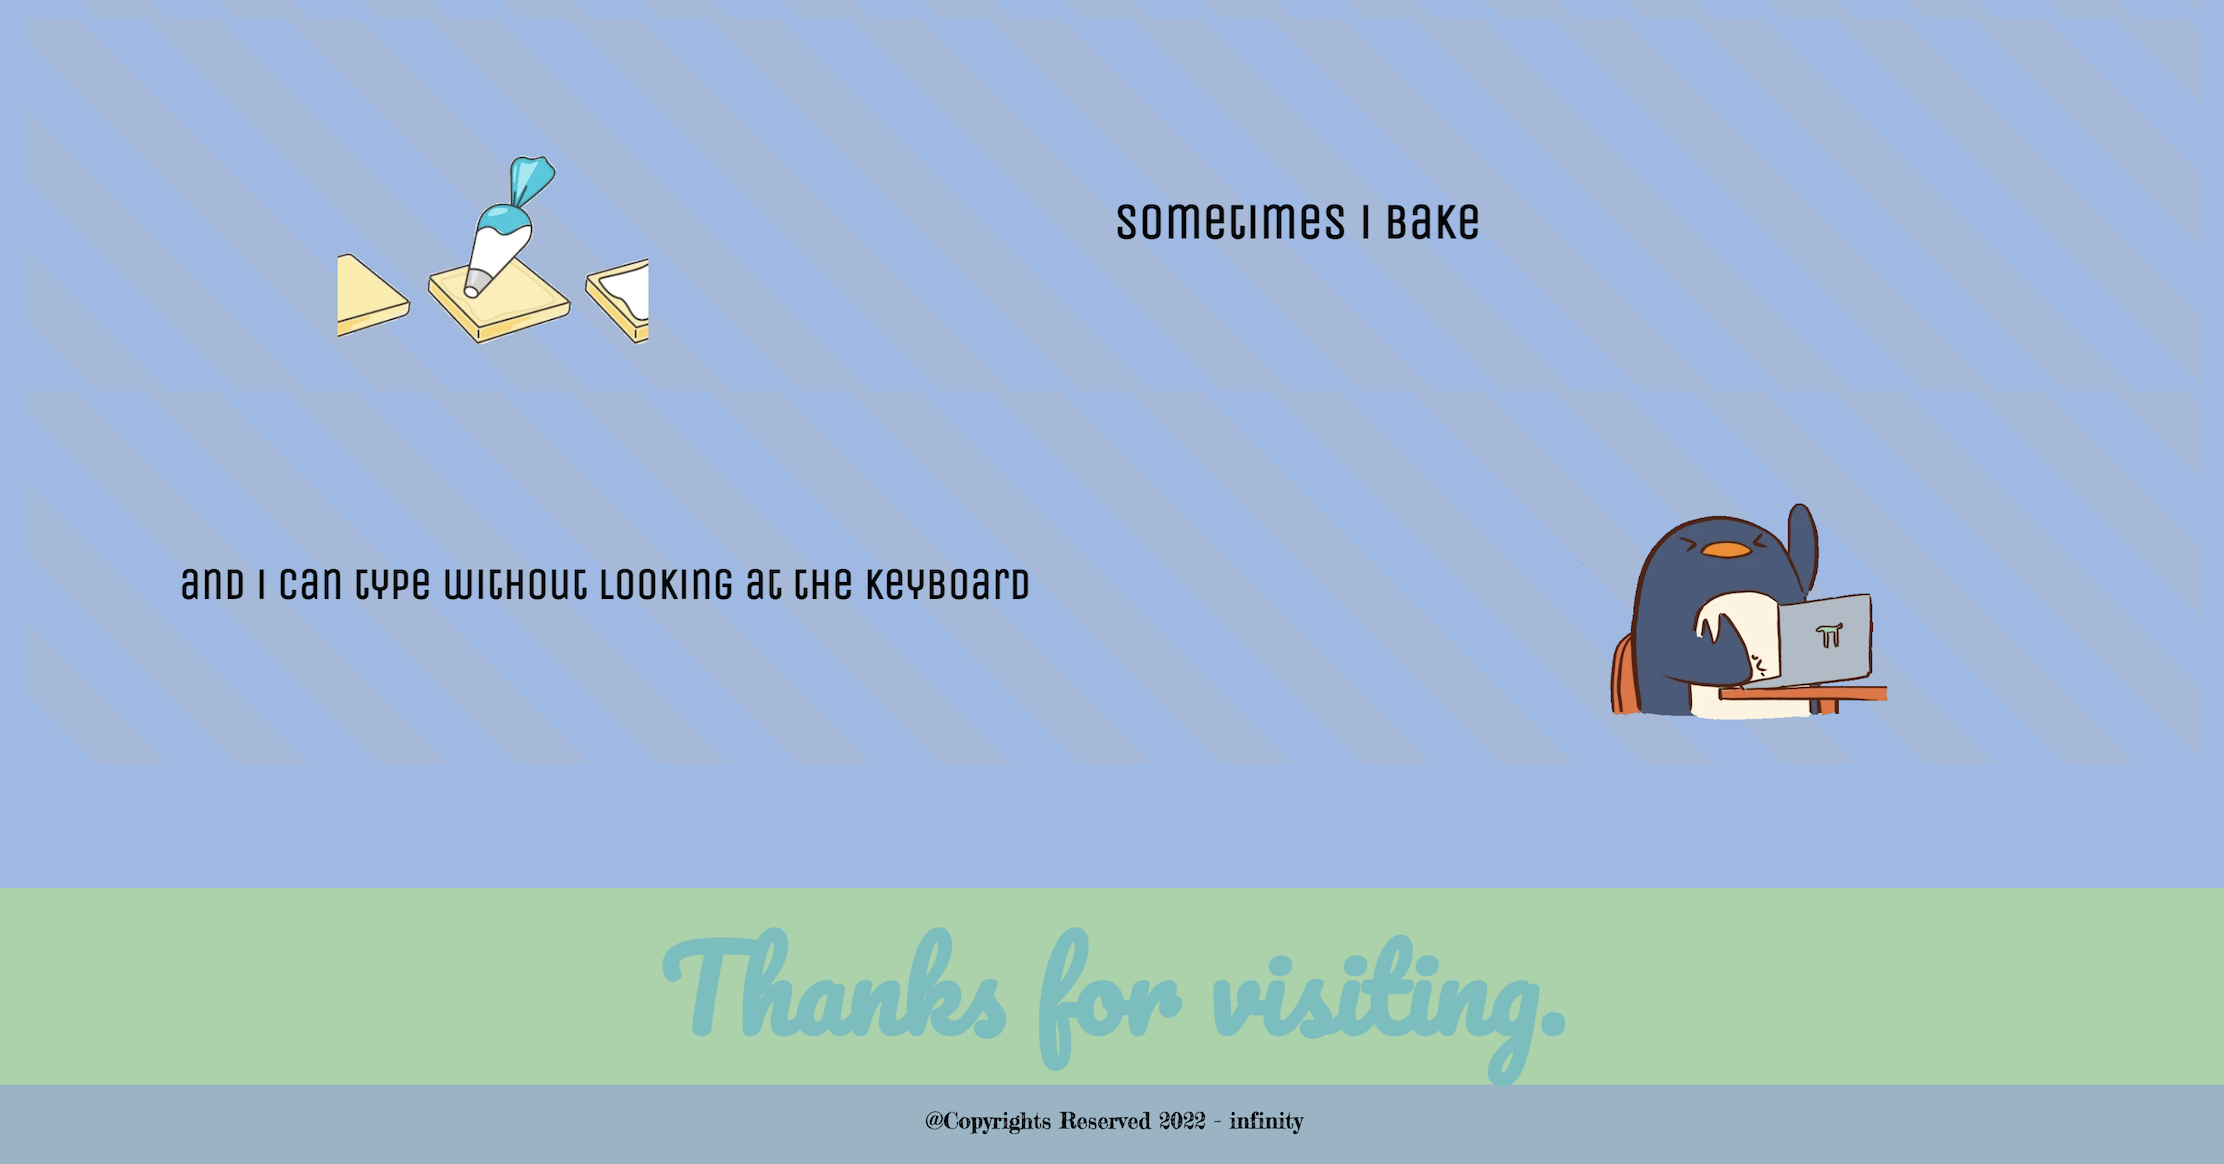 sometimes i bake
and i can type without looking at the keyboard
π
Thanks for visiting.
@Copyrights Reserved 2022 - infinity